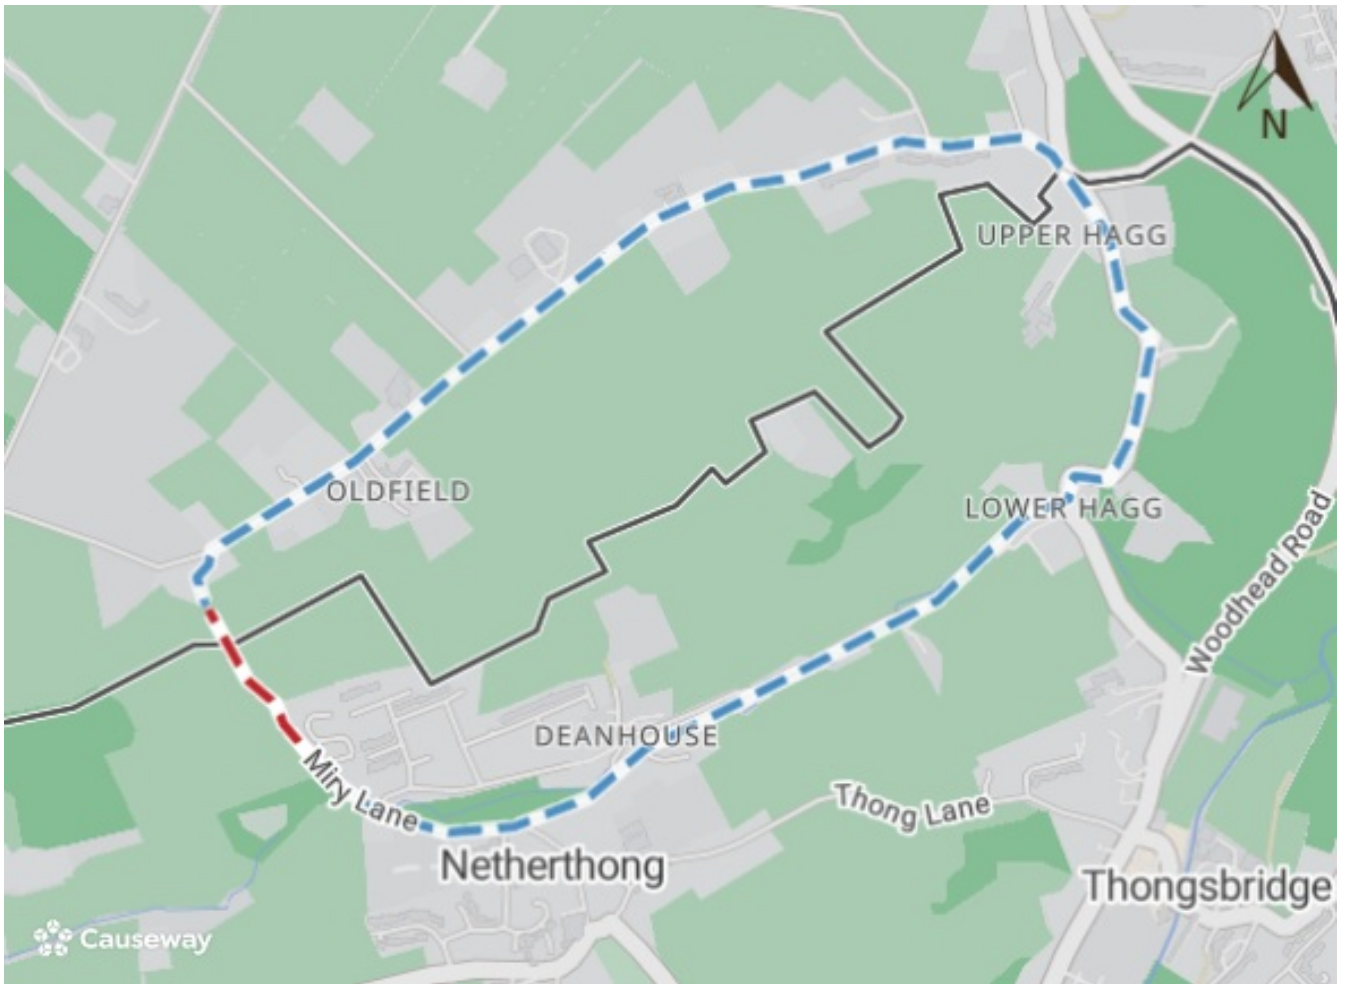 N
UPPER HAGG
OLDFIELD
LOWER HAGG
Woodhead Road
DEANHOUSE
Miry Lane
Thong Lane
Netherthong
Thongsbridge
Causeway